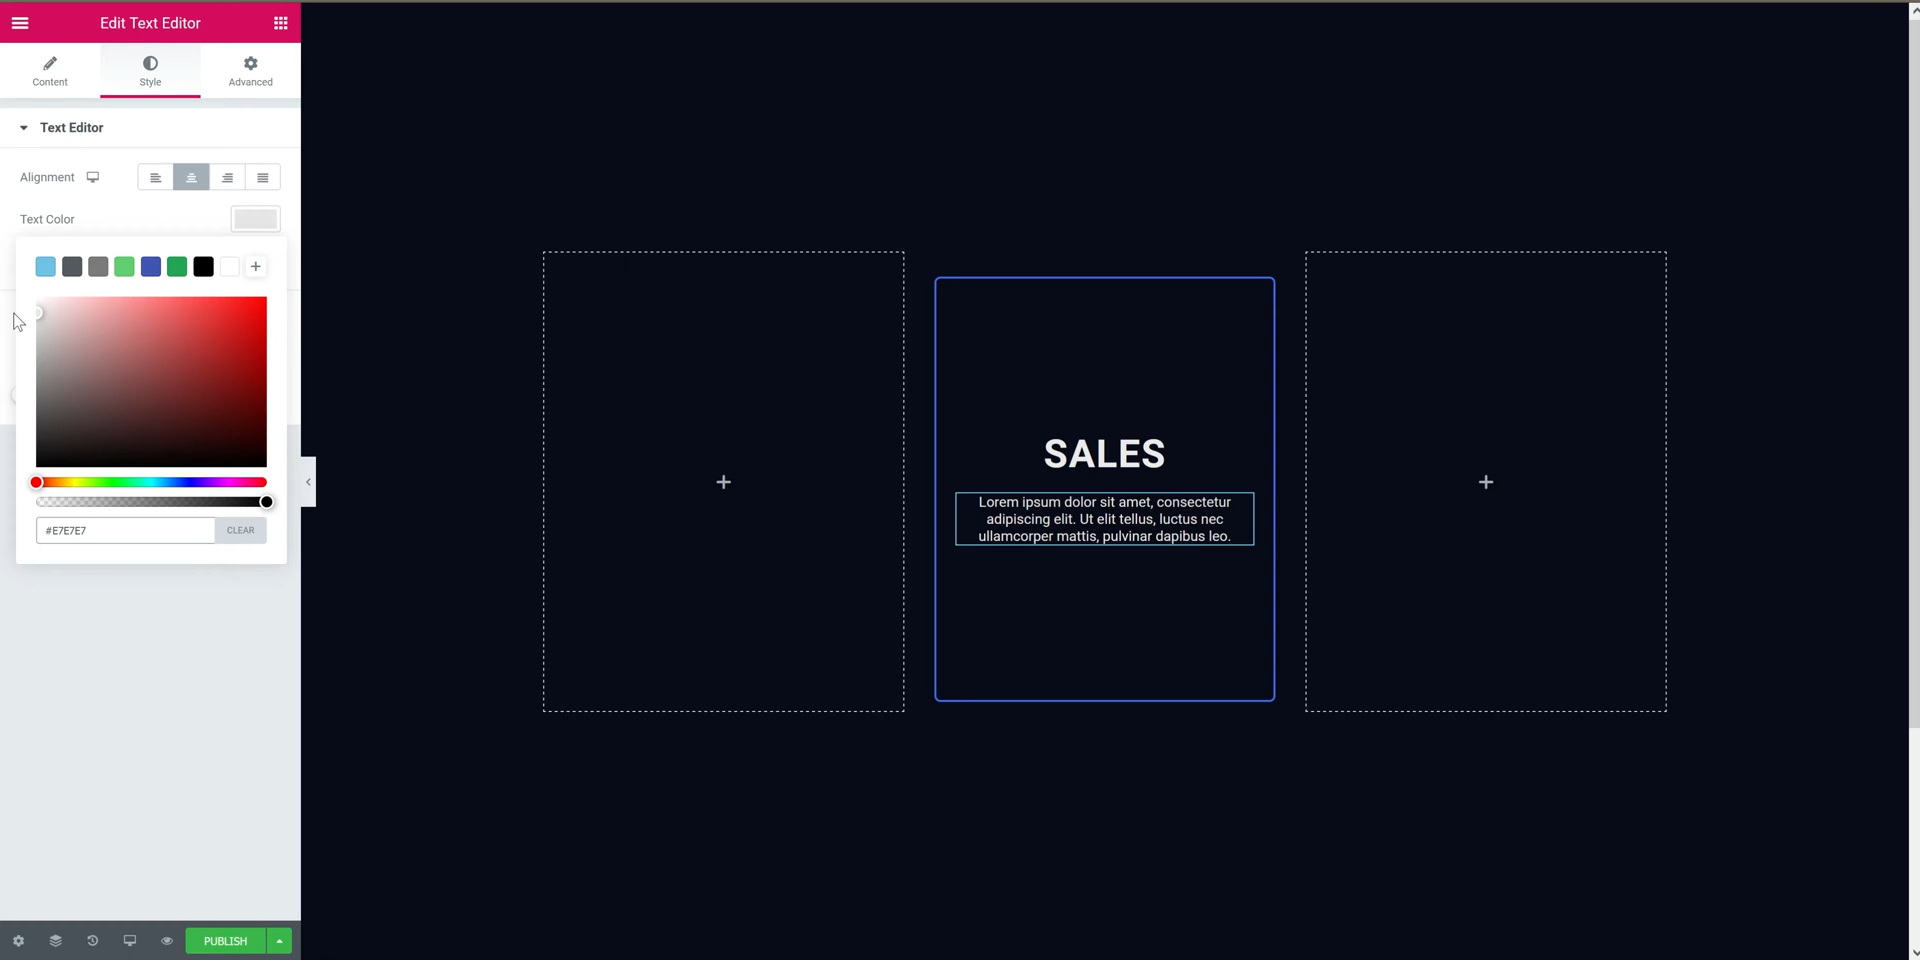 Edit Text Editor
Content
Style
Advanced
Text Editor
Alignment
Text Color
#E7E7E7
CLEAR
SALES
Lorem ipsum dolor sit amet, consectetur
adipiscing elit. Ut elit tellus, luctus nec
ullamcorper mattis, pulvinar dapibus leo.
PUBLISH